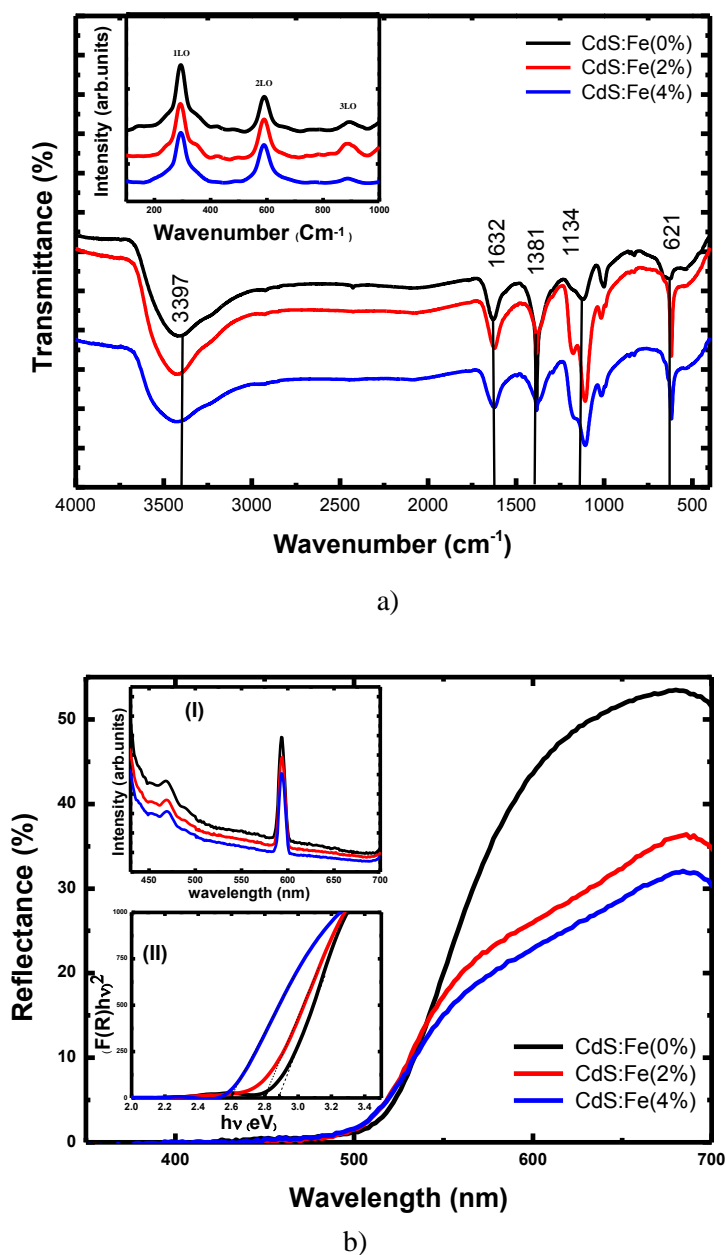 1LO
2LO
3LO
Intensity (arb.units)
200 400 600 800 1000
Wavenumber (Cm-1)
CdS:Fe(0%)
CdS:Fe(2%)
CdS:Fe(4%)
3397
1632
1381
1134
621
Transmittance (%)
4000 3500 3000 2500 2000 1500 1000 500
Wavenumber (cm-1)
a)
(I)
Intensity (arb.units)
450 500 550 600 650 700
wavelength (nm)
(II)
(F(R)hν)2
1000
750
500
250
0
2.0 2.2 2.4 2.6 2.8 3.0 3.2 3.4
hν (eV)
CdS:Fe(0%)
CdS:Fe(2%)
CdS:Fe(4%)
Reflectance (%)
50
40
30
20
10
0
400 500 600 700
Wavelength (nm)
b)